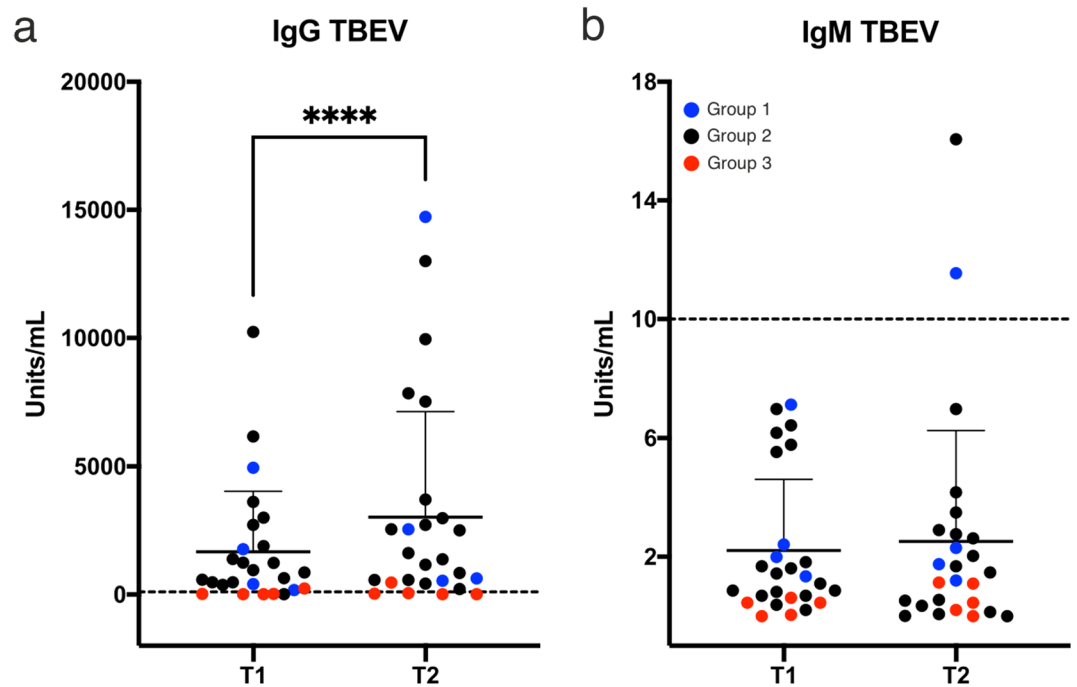 a
IgG TBEV
20000
15000
10000
5000
0
Units/mL
****
T1
T2
b
IgM TBEV
18
14
10
6
2
Units/mL
Group 1
Group 2
Group 3
T1
T2